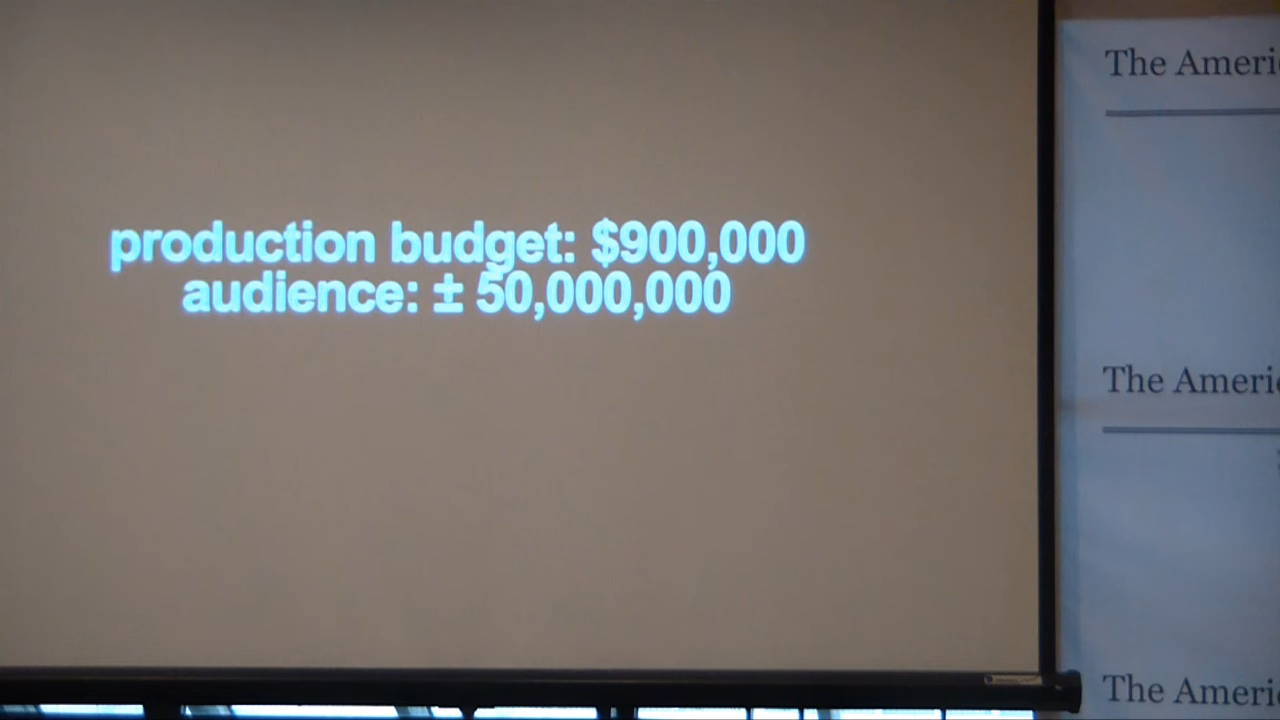 production budget: $900,000
audience: ± 50,000,000
The Ameri
The Ameri
The Ameri